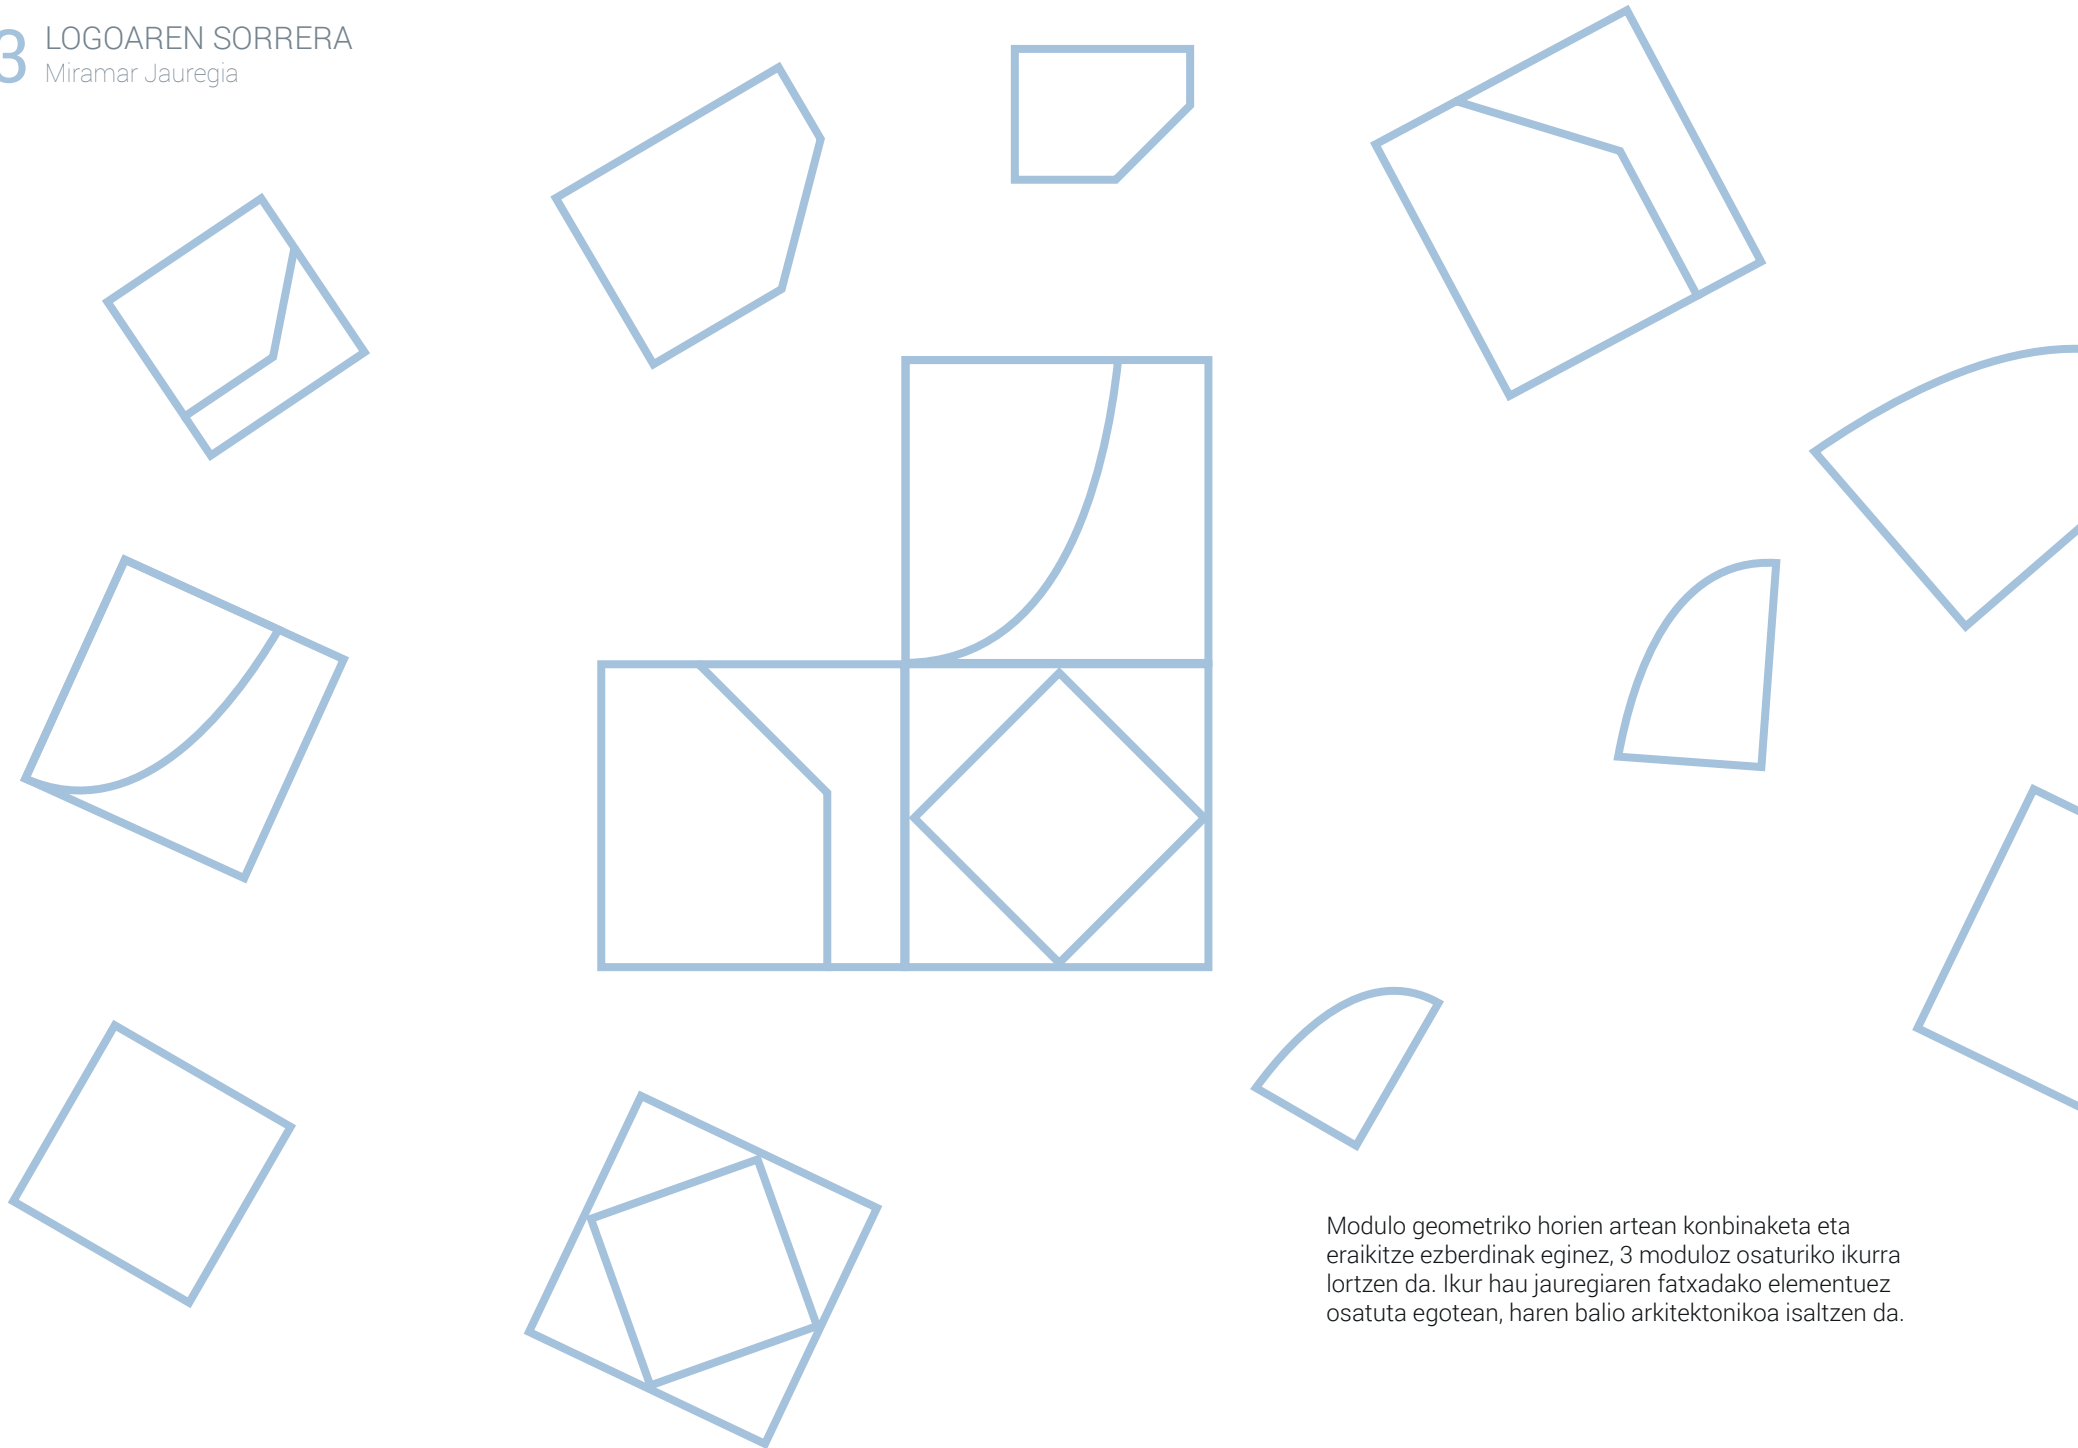 3 LOGOAREN SORRERA
Miramar Jauregia
Modulo geometriko horien artean konbinaketa eta
eraikitze ezberdinak eginez, 3 moduloz osaturiko ikurra
lortzen da. Ikur hau jauregiaren fatxadako elementuez
osatuta egotean, haren balio arkitektonikoa isaltzen da.